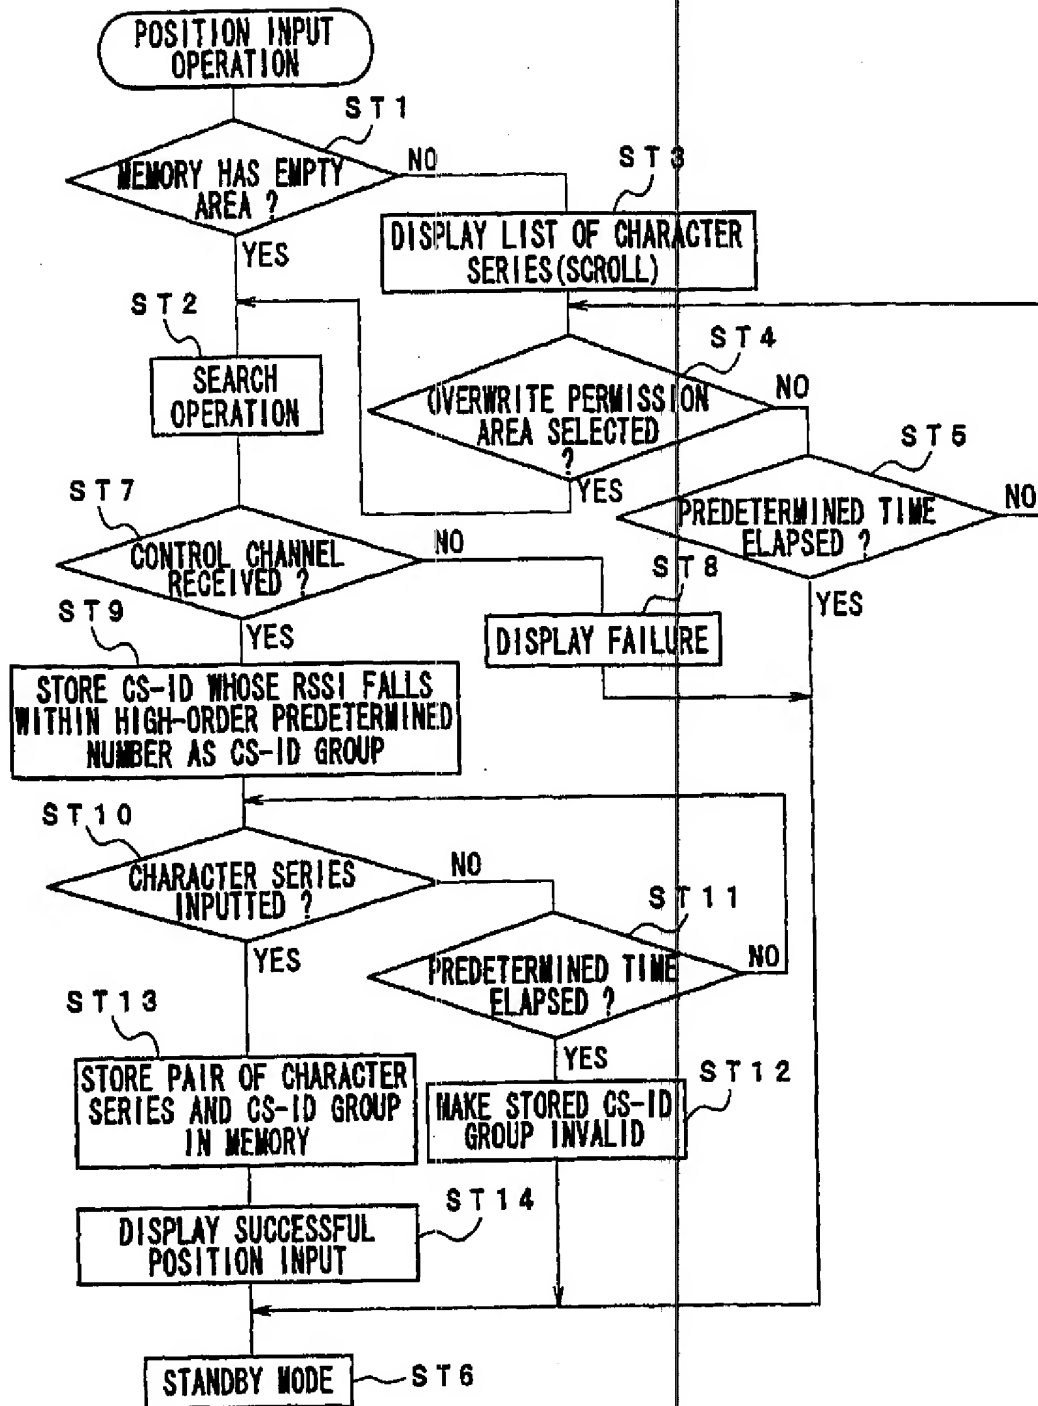 POSITION INPUT
OPERATION
ST1
MEMORY HAS EMPTY
AREA ?
NO
YES
ST3
DISPLAY LIST OF CHARACTER
SERIES(SCROLL)
ST2
SEARCH
OPERATION
ST4
OVERWRITE PERMISSION
AREA SELECTED
?
NO
YES
ST5
PREDETERMINED TIME
ELAPSED ?
NO
YES
ST7
CONTROL CHANNEL
RECEIVED ?
NO
YES
ST8
DISPLAY FAILURE
ST9
STORE CS-ID WHOSE RSSI FALLS
WITHIN HIGH-ORDER PREDETERMINED
NUMBER AS CS-ID GROUP
ST10
CHARACTER SERIES
INPUTTED ?
NO
YES
ST11
PREDETERMINED TIME
ELAPSED ?
NO
YES
ST12
MAKE STORED CS-ID
GROUP INVALID
ST13
STORE PAIR OF CHARACTER
SERIES AND CS-ID GROUP
IN MEMORY
ST14
DISPLAY SUCCESSFUL
POSITION INPUT
STANDBY MODE
ST6